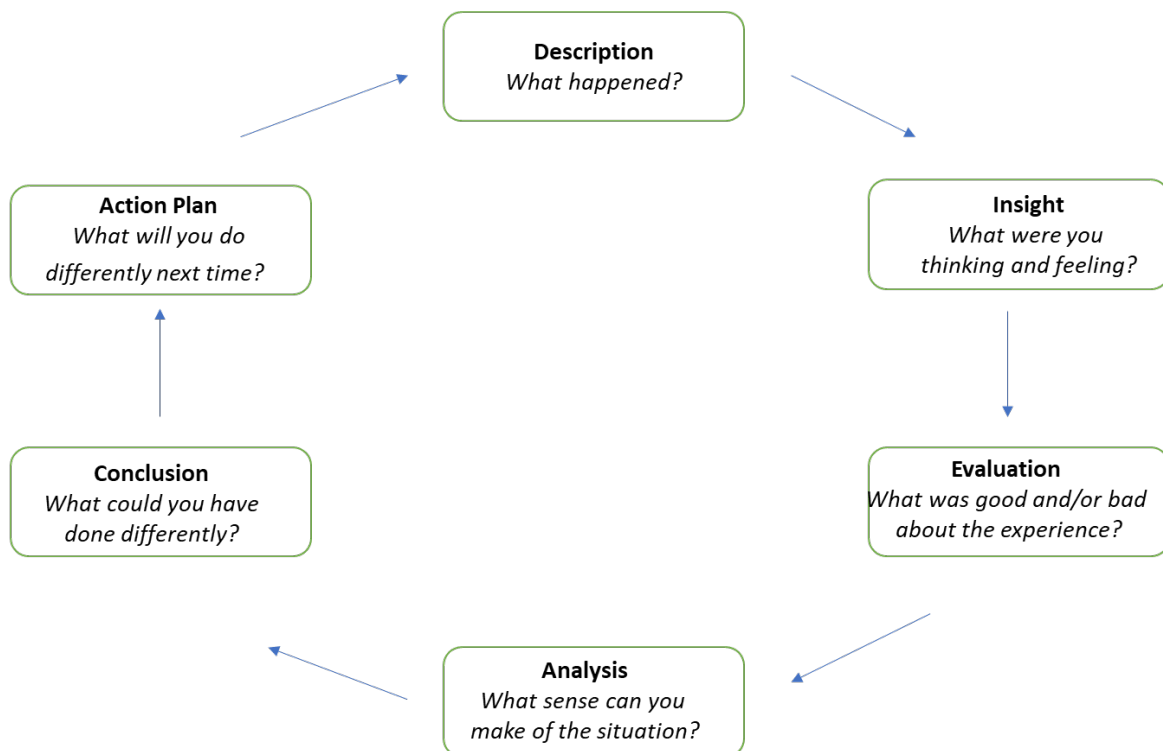 Description
What happened?
Insight
What were you
thinking and feeling?
Evaluation
What was good and/or bad
about the experience?
Analysis
What sense can you
make of the situation?
Conclusion
What could you have
done differently?
Action Plan
What will you do
differently next time?